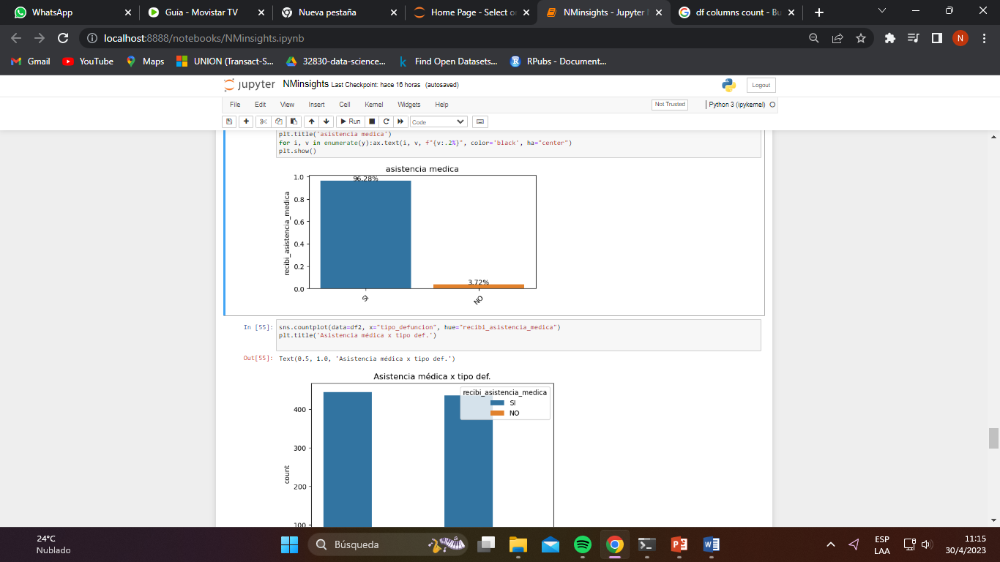 WhatsApp
Guia - Movistar TV
Nueva pestaña
Home Page - Select o
NMinsights - Jupyter
df columns count - Bu
localhost:8888/notebooks/NMinsights.ipynb
N
Gmail
YouTube
Maps
UNION (Transact-S...
32830-data-science...
Find Open Datasets...
RPubs - Document...
jupyter NMinsights Last Checkpoint: hace 16 horas (autosaved)
Logout
File Edit View Insert Cell Kernel Widgets Help
Not Trusted
Python 3 (ipykernel)
Run
Code
plt.title('asistencia medica')
for i, v in enumerate(y):ax.text(i, v, f"{v:.2%}", color='black', ha="center")
plt.show()
asistencia medica
1.0
0.8
0.6
0.4
0.2
0.0
recibi_asistencia_medica
96.28%
3.72%
SI
NO
In [55]:
sns.countplot(data=df2, x="tipo_defuncion", hue="recibi_asistencia_medica")
plt.title('Asistencia médica x tipo def.')
Out[55]: Text(0.5, 1.0, 'Asistencia médica x tipo def.')
Asistencia médica x tipo def.
recibi_asistencia_medica
SI
NO
400
300
200
100
count
24°C
Nublado
Búsqueda
ESP
LAA
11:15
30/4/2023